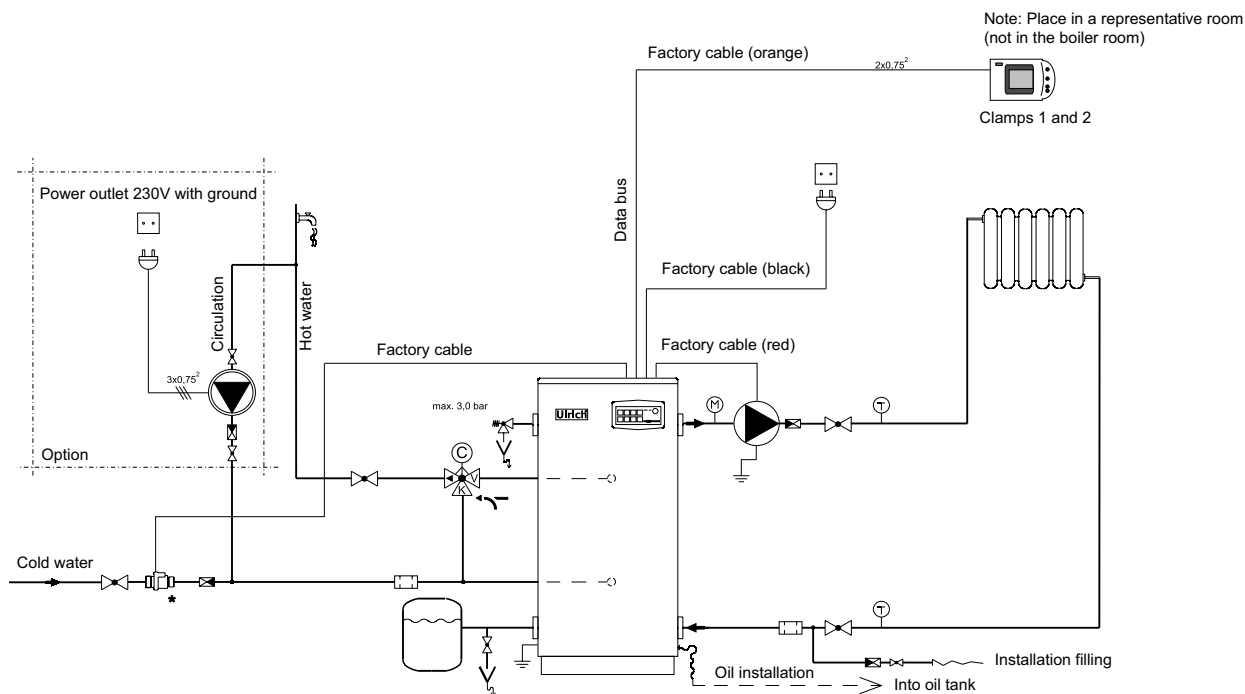 Note: Place in a representative room
(not in the boiler room)
Factory cable (orange)
2x0,75²
Clamps 1 and 2
Power outlet 230V with ground
Data bus
Factory cable (black)
Circulation
Hot water
Factory cable
Factory cable (red)
3x0,75²
max. 3,0 bar
Ulrich
M
T
Option
C
V
K
Cold water
*
T
Installation filling
Oil installation
Into oil tank